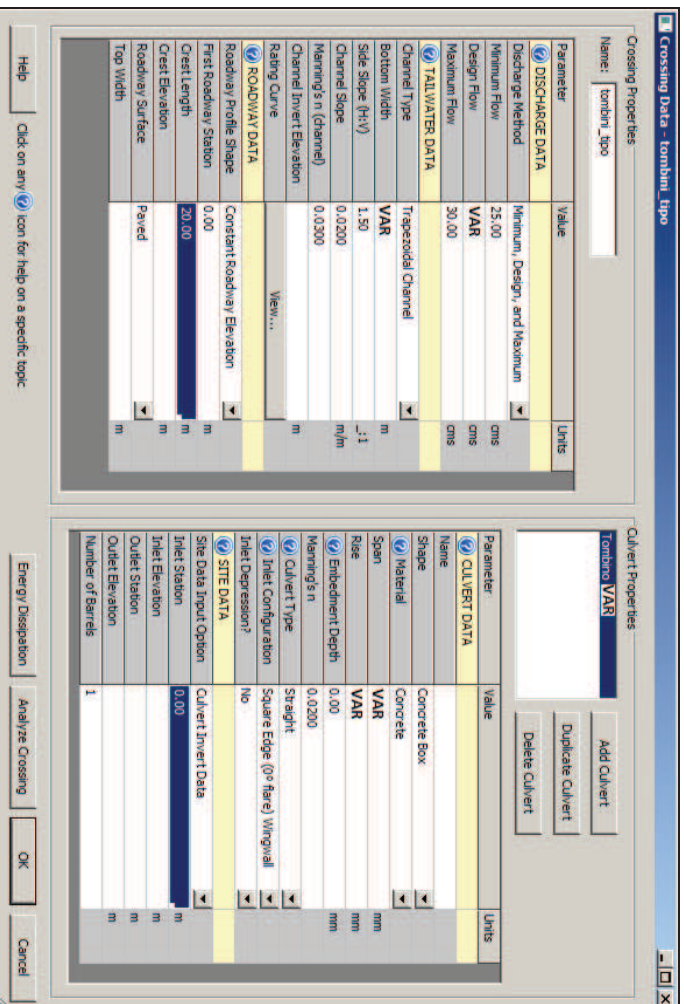 Crossing Data - tombini_tipo
Crossing Properties
Name: tombini_tipo
Parameter Value Units
DISCHARGE DATA
Discharge Method Minimum, Design, and Maximum
Minimum Flow 25.00 cms
Design Flow VAR cms
Maximum Flow 30.00 cms
TAILWATER DATA
Channel Type Trapezoidal Channel
Bottom Width VAR m
Side Slope (H:V) 1.50 _:1
Channel Slope 0.0200 m/m
Manning's n (channel) 0.0300
Channel Invert Elevation m
Rating Curve View...
ROADWAY DATA
Roadway Profile Shape Constant Roadway Elevation
First Roadway Station 0.00 m
Crest Length 20.00 m
Crest Elevation m
Roadway Surface Paved
Top Width m
Culvert Properties
Tombino VAR
Add Culvert
Duplicate Culvert
Delete Culvert
Parameter Value Units
CULVERT DATA
Name
Shape Concrete Box
Material Concrete
Span VAR mm
Rise VAR mm
Embedment Depth 0.00 mm
Manning's n 0.0200
Culvert Type Straight
Inlet Configuration Square Edge (0º flare) Wingwall
Inlet Depression? No
SITE DATA
Site Data Input Option Culvert Invert Data
Inlet Station 0.00 m
Inlet Elevation m
Outlet Station m
Outlet Elevation m
Number of Barrels 1
Help Click on any ? icon for help on a specific topic Energy Dissipation Analyze Crossing OK Cancel